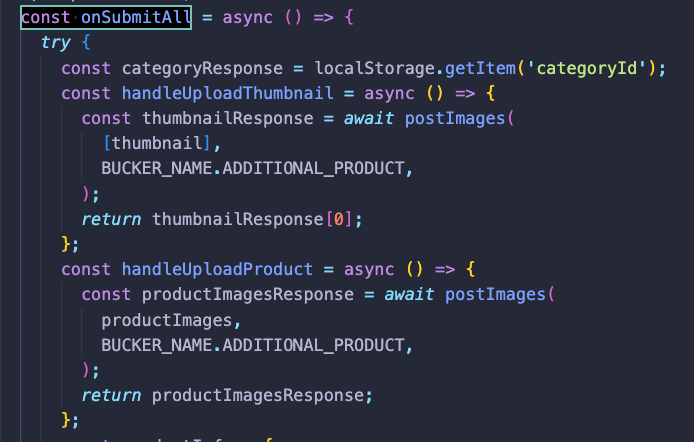 const onSubmitAll = async () => {
try {
const categoryResponse = localStorage.getItem('categoryId');
const handleUploadThumbnail = async () => {
const thumbnailResponse = await postImages(
[thumbnail],
BUCKER_NAME.ADDITIONAL_PRODUCT,
);
return thumbnailResponse[0];
};
const handleUploadProduct = async () => {
const productImagesResponse = await postImages(
productImages,
BUCKER_NAME.ADDITIONAL_PRODUCT,
);
return productImagesResponse;
};